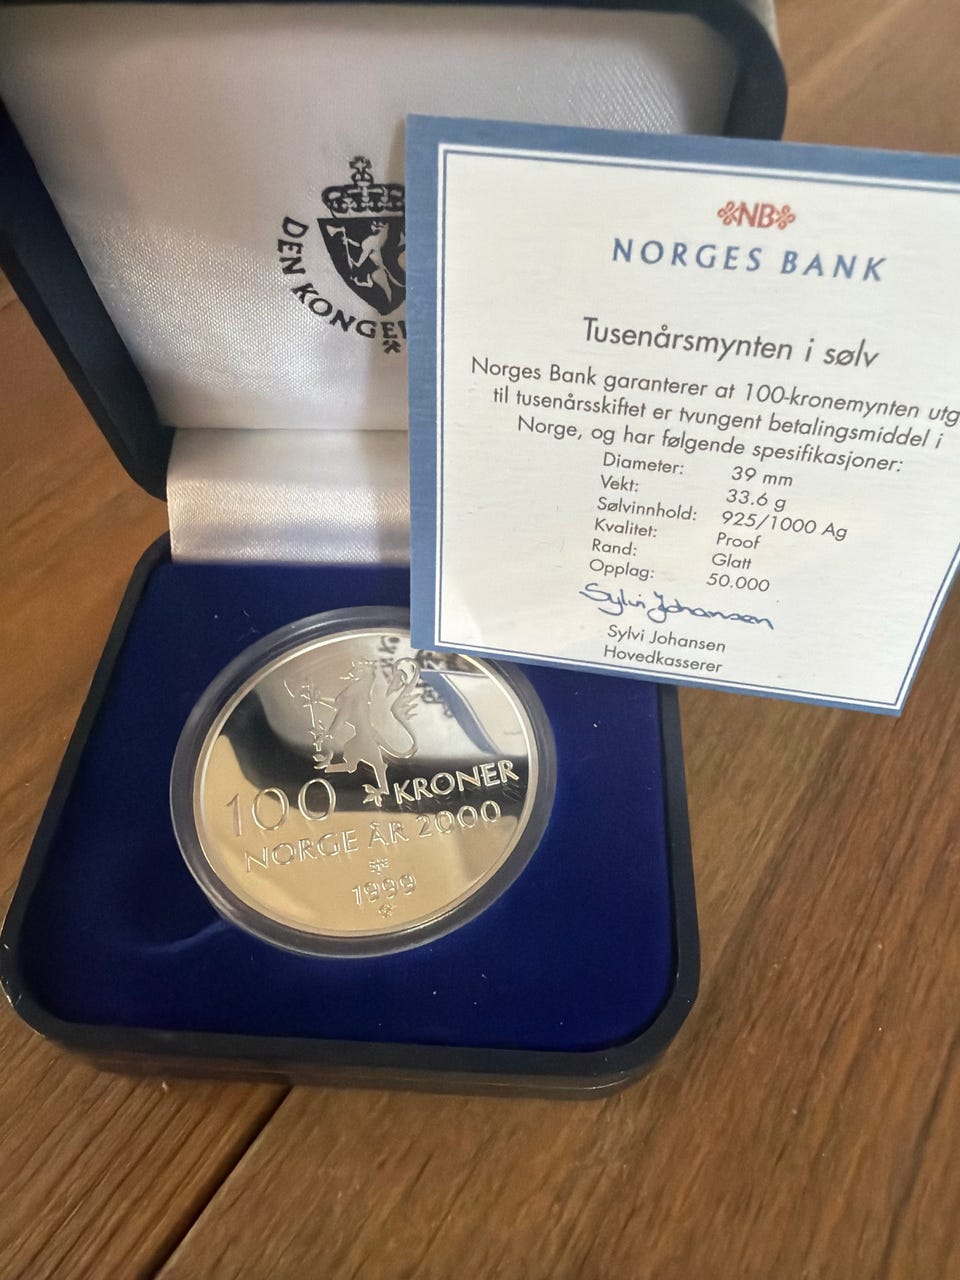 DEN KONGE
NB
NORGES BANK
Tusenårsmynten i sølv
Norges Bank garanterer at 100-kronemynten utg
til tusenårsskiftet er tvungent betalingsmiddel i
Norge, og har følgende spesifikasjoner:
Diameter: 39 mm
Vekt: 33.6 g
Sølvinnhold: 925/1000 Ag
Kvalitet: Proof
Rand: Glatt
Opplag: 50.000
Sylvi Johansen
Sylvi Johansen
Hovedkasserer
100 KRONER
NORGE ÅR 2000
1999